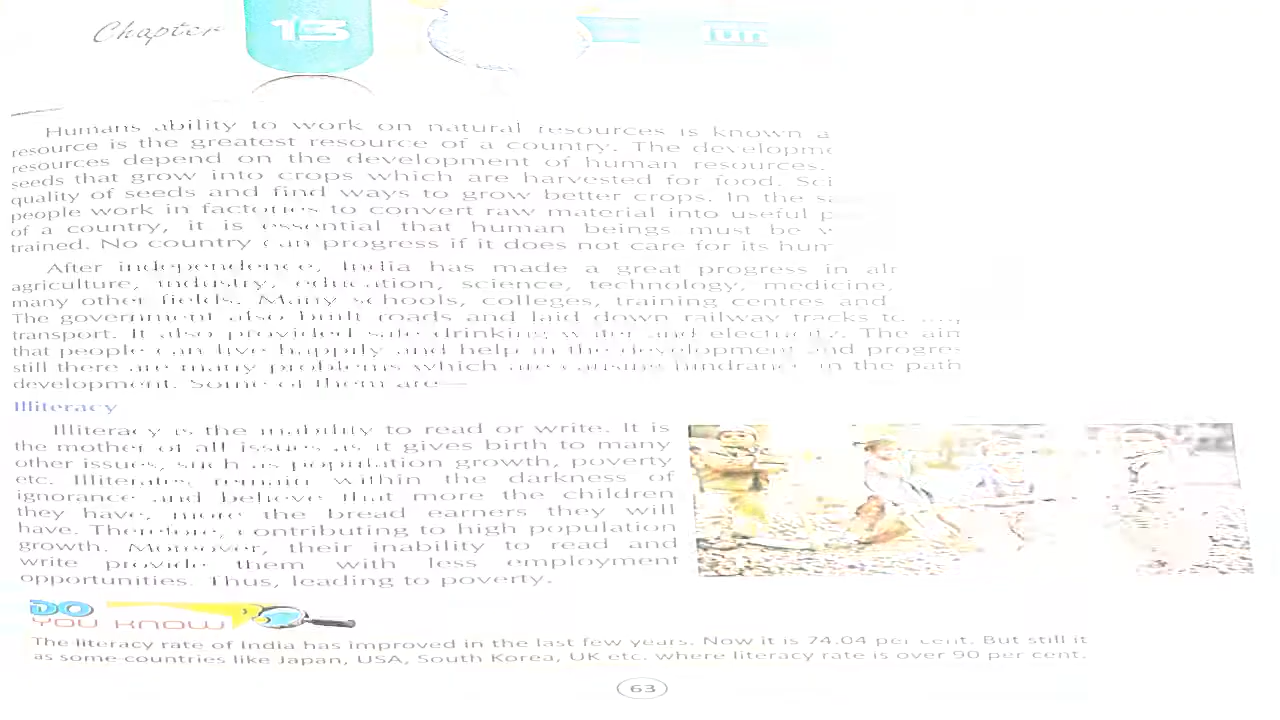 Chapter 13
Humans ability to work on natural resources is known a
resource is the greatest resource of a country. The developme
resources depend on the development of human resources.
seeds that grow into crops which are harvested for food. Sci
quality of seeds and find ways to grow better crops. In the sa
people work in factories to convert raw material into useful p
of a country, it is essential that human beings must be w
trained. No country can progress if it does not care for its hum
After independence, India has made a great progress in alr
agriculture, industry, education, science, technology, medicine,
many other fields. Many schools, colleges, training centres and
The government also built roads and laid down railway tracks to
transport. It also provided safe drinking water and electricity. The aim
that people can live happily and help in the development and progre
still there are many problems which are causing hindrance in the path
development. Some of them are—
Illiteracy
Illiteracy is the inability to read or write. It is
the mother of all issues as it gives birth to many
other issues, such as population growth, poverty
etc. Illiterates, remain within the darkness of
ignorance and believe that more the children
they have, more the bread earners they will
have. Therefore, contributing to high population
growth. Moreover, their inability to read and
write provide them with less employment
opportunities. Thus, leading to poverty.
DO
YOU KNOW
The literacy rate of India has improved in the last few years. Now it is 74.04 per cent. But still it
as some countries like Japan, USA, South Korea, UK etc. where literacy rate is over 90 per cent.
63